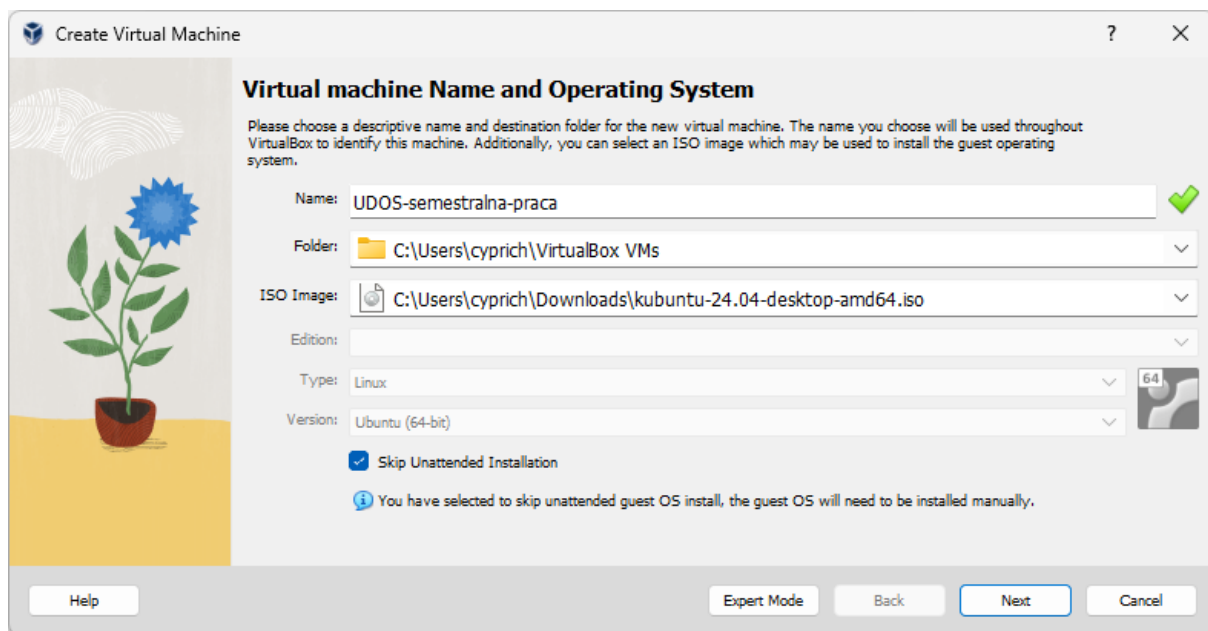 Create Virtual Machine
?
Virtual machine Name and Operating System
Please choose a descriptive name and destination folder for the new virtual machine. The name you choose will be used throughout
VirtualBox to identify this machine. Additionally, you can select an ISO image which may be used to install the guest operating
system.
Name: UDOS-semestralna-praca
Folder: C:\Users\cyprich\VirtualBox VMs
ISO Image: C:\Users\cyprich\Downloads\kubuntu-24.04-desktop-amd64.iso
Edition:
Type: Linux
64
Version: Ubuntu (64-bit)
Skip Unattended Installation
You have selected to skip unattended guest OS install, the guest OS will need to be installed manually.
Help Expert Mode Back Next Cancel